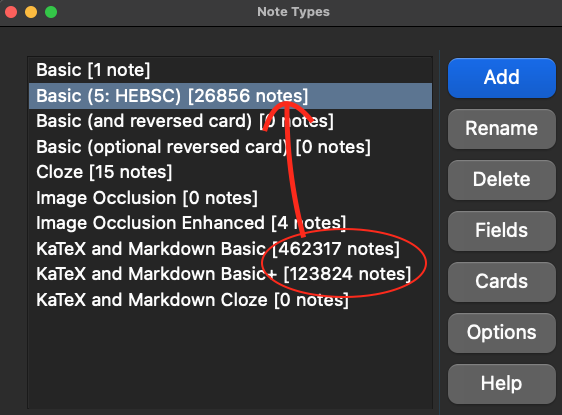 Note Types
Basic [1 note]
Basic (5: HEBSC) [26856 notes]
Basic (and reversed card) [0 notes]
Basic (optional reversed card) [0 notes]
Cloze [15 notes]
Image Occlusion [0 notes]
Image Occlusion Enhanced [4 notes]
KaTeX and Markdown Basic [462317 notes]
KaTeX and Markdown Basic+ [123824 notes]
KaTeX and Markdown Cloze [0 notes]
Add
Rename
Delete
Fields
Cards
Options
Help